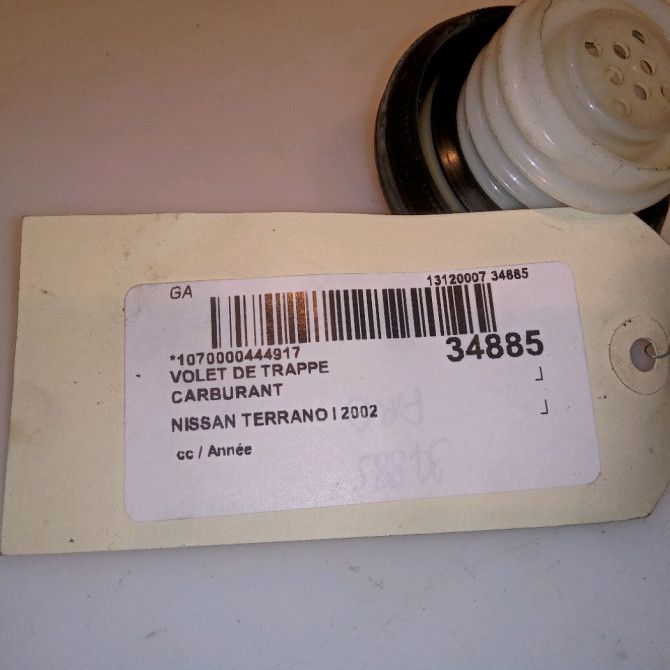 GA
13120007 34885
*1070000444917
34885
VOLET DE TRAPPE
CARBURANT
NISSAN TERRANO I 2002
cc / Année